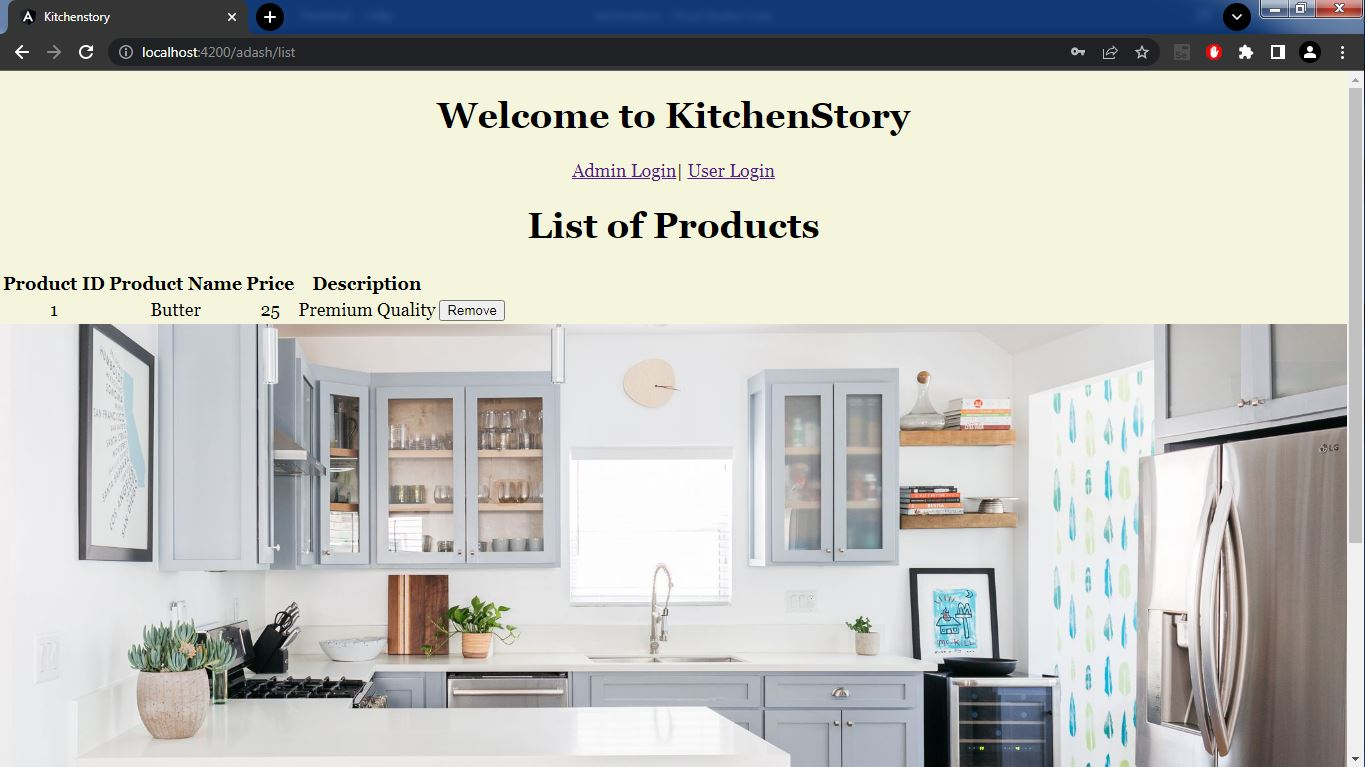 Kitchenstory
localhost:4200/adash/list
Welcome to KitchenStory
Admin Login| User Login
List of Products
Product ID Product Name Price Description
1 Butter 25 Premium Quality Remove
LG